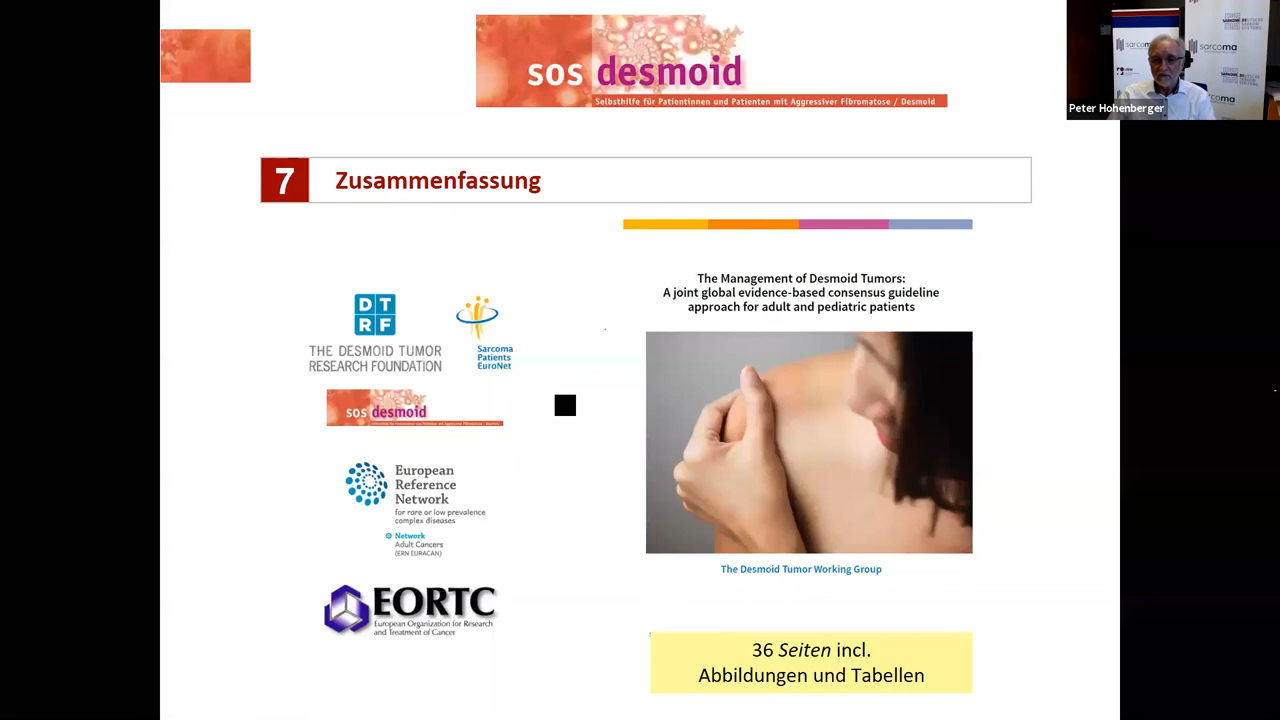 sos desmoid
Selbsthilfe für Patientinnen und Patienten mit Aggressiver Fibromatose / Desmoid
sarcoma
Peter Hohenberger
7 Zusammenfassung
The Management of Desmoid Tumors:
A joint global evidence-based consensus guideline
approach for adult and pediatric patients
DT
RF
THE DESMOID TUMOR
RESEARCH FOUNDATION
Sarcoma
Patients
EuroNet
sos desmoid
European
Reference
Network
for rare or low prevalence
complex diseases
Network
Adult Cancers
(ERN EURACAN)
The Desmoid Tumor Working Group
EORTC
European Organization for Research
and Treatment of Cancer
36 Seiten incl.
Abbildungen und Tabellen